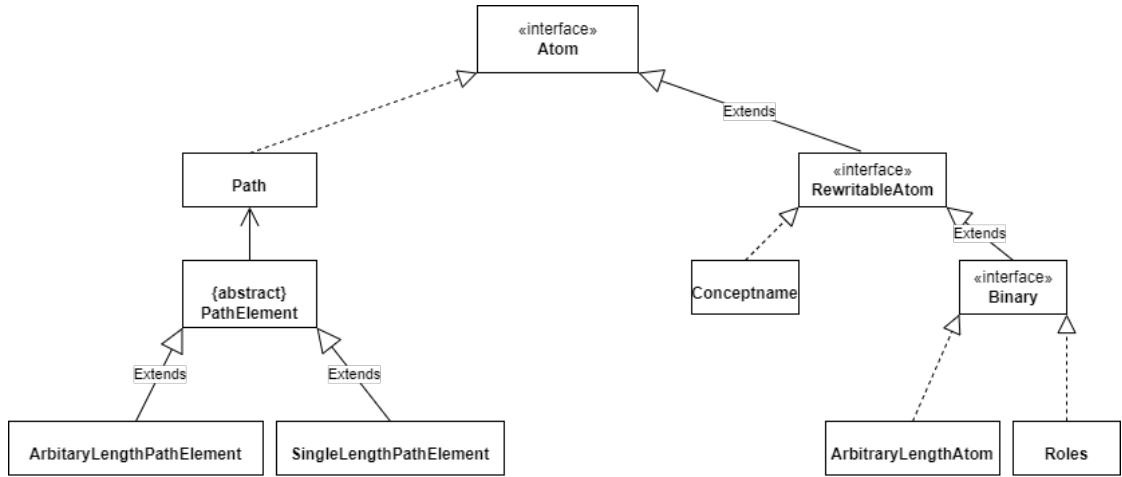 «interface»
Atom
Extends
Path
«interface»
RewritableAtom
Extends
{abstract}
PathElement
Conceptname
«interface»
Binary
Extends
Extends
ArbitaryLengthPathElement
SingleLengthPathElement
ArbitraryLengthAtom
Roles